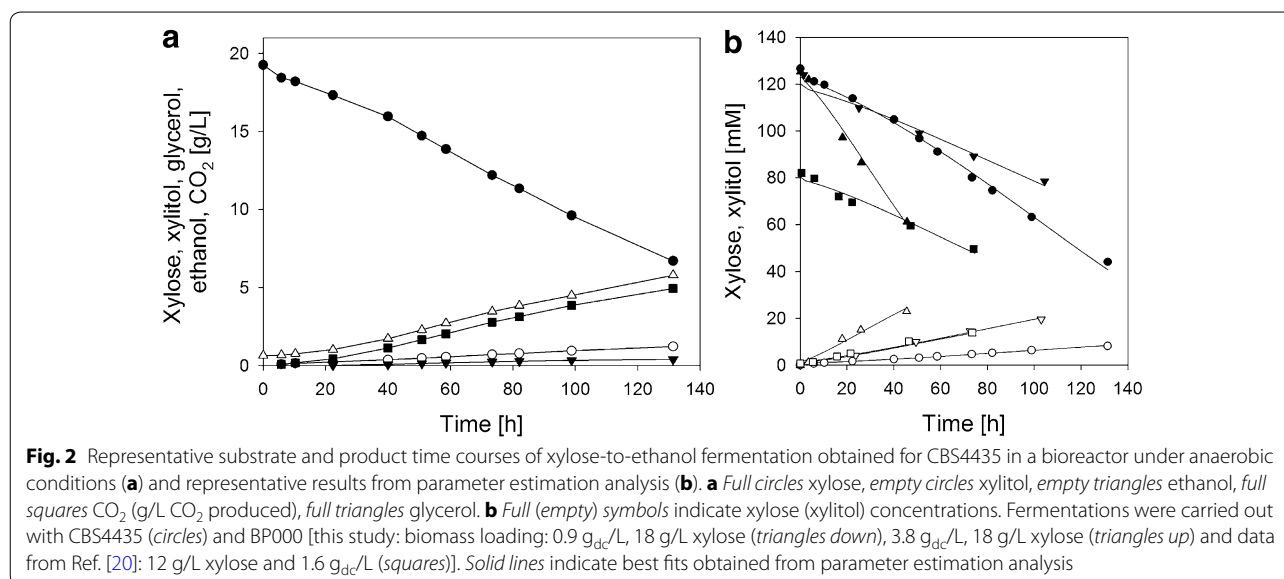 a
Xylose, xylitol, glycerol,
ethanol, CO₂ [g/L]
20
15
10
5
0
0 20 40 60 80 100 120 140
Time [h]
b
Xylose, xylitol [mM]
140
120
100
80
60
40
20
0
0 20 40 60 80 100 120 140
Time [h]
Fig. 2 Representative substrate and product time courses of xylose-to-ethanol fermentation obtained for CBS4435 in a bioreactor under anaerobic
conditions (a) and representative results from parameter estimation analysis (b). a Full circles xylose, empty circles xylitol, empty triangles ethanol, full
squares CO₂ (g/L CO₂ produced), full triangles glycerol. b Full (empty) symbols indicate xylose (xylitol) concentrations. Fermentations were carried out
with CBS4435 (circles) and BP000 [this study: biomass loading: 0.9 g_dc/L, 18 g/L xylose (triangles down), 3.8 g_dc/L, 18 g/L xylose (triangles up) and data
from Ref. [20]: 12 g/L xylose and 1.6 g_dc/L (squares)]. Solid lines indicate best fits obtained from parameter estimation analysis